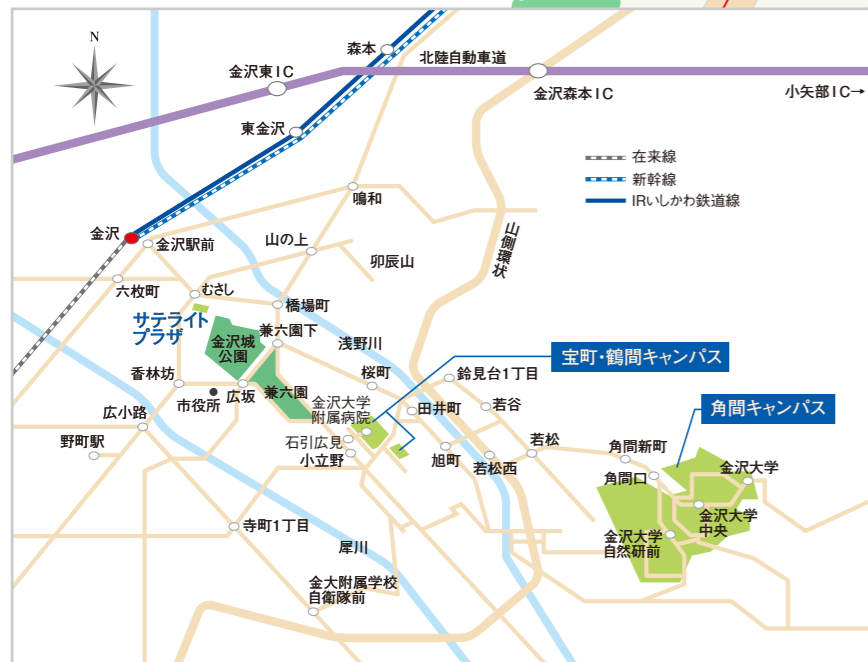 N
森本
北陸自動車道
金沢東IC
金沢森本IC
小矢部IC→
東金沢
在来線
新幹線
IRいしかわ鉄道線
鳴和
山側環状
金沢
金沢駅前
山の上
卯辰山
六枚町
むさし
橋場町
サテライト
プラザ
金沢城
公園
兼六園下
浅野川
宝町・鶴間キャンパス
香林坊
市役所
広坂
兼六園
桜町
鈴見台1丁目
金沢大学
附属病院
田井町
若谷
角間キャンパス
広小路
野町駅
石引広見
小立野
旭町
若松西
若松
角間新町
角間口
金沢大学
金沢大学
中央
金沢大学
自然研前
寺町1丁目
犀川
金大附属学校
自衛隊前